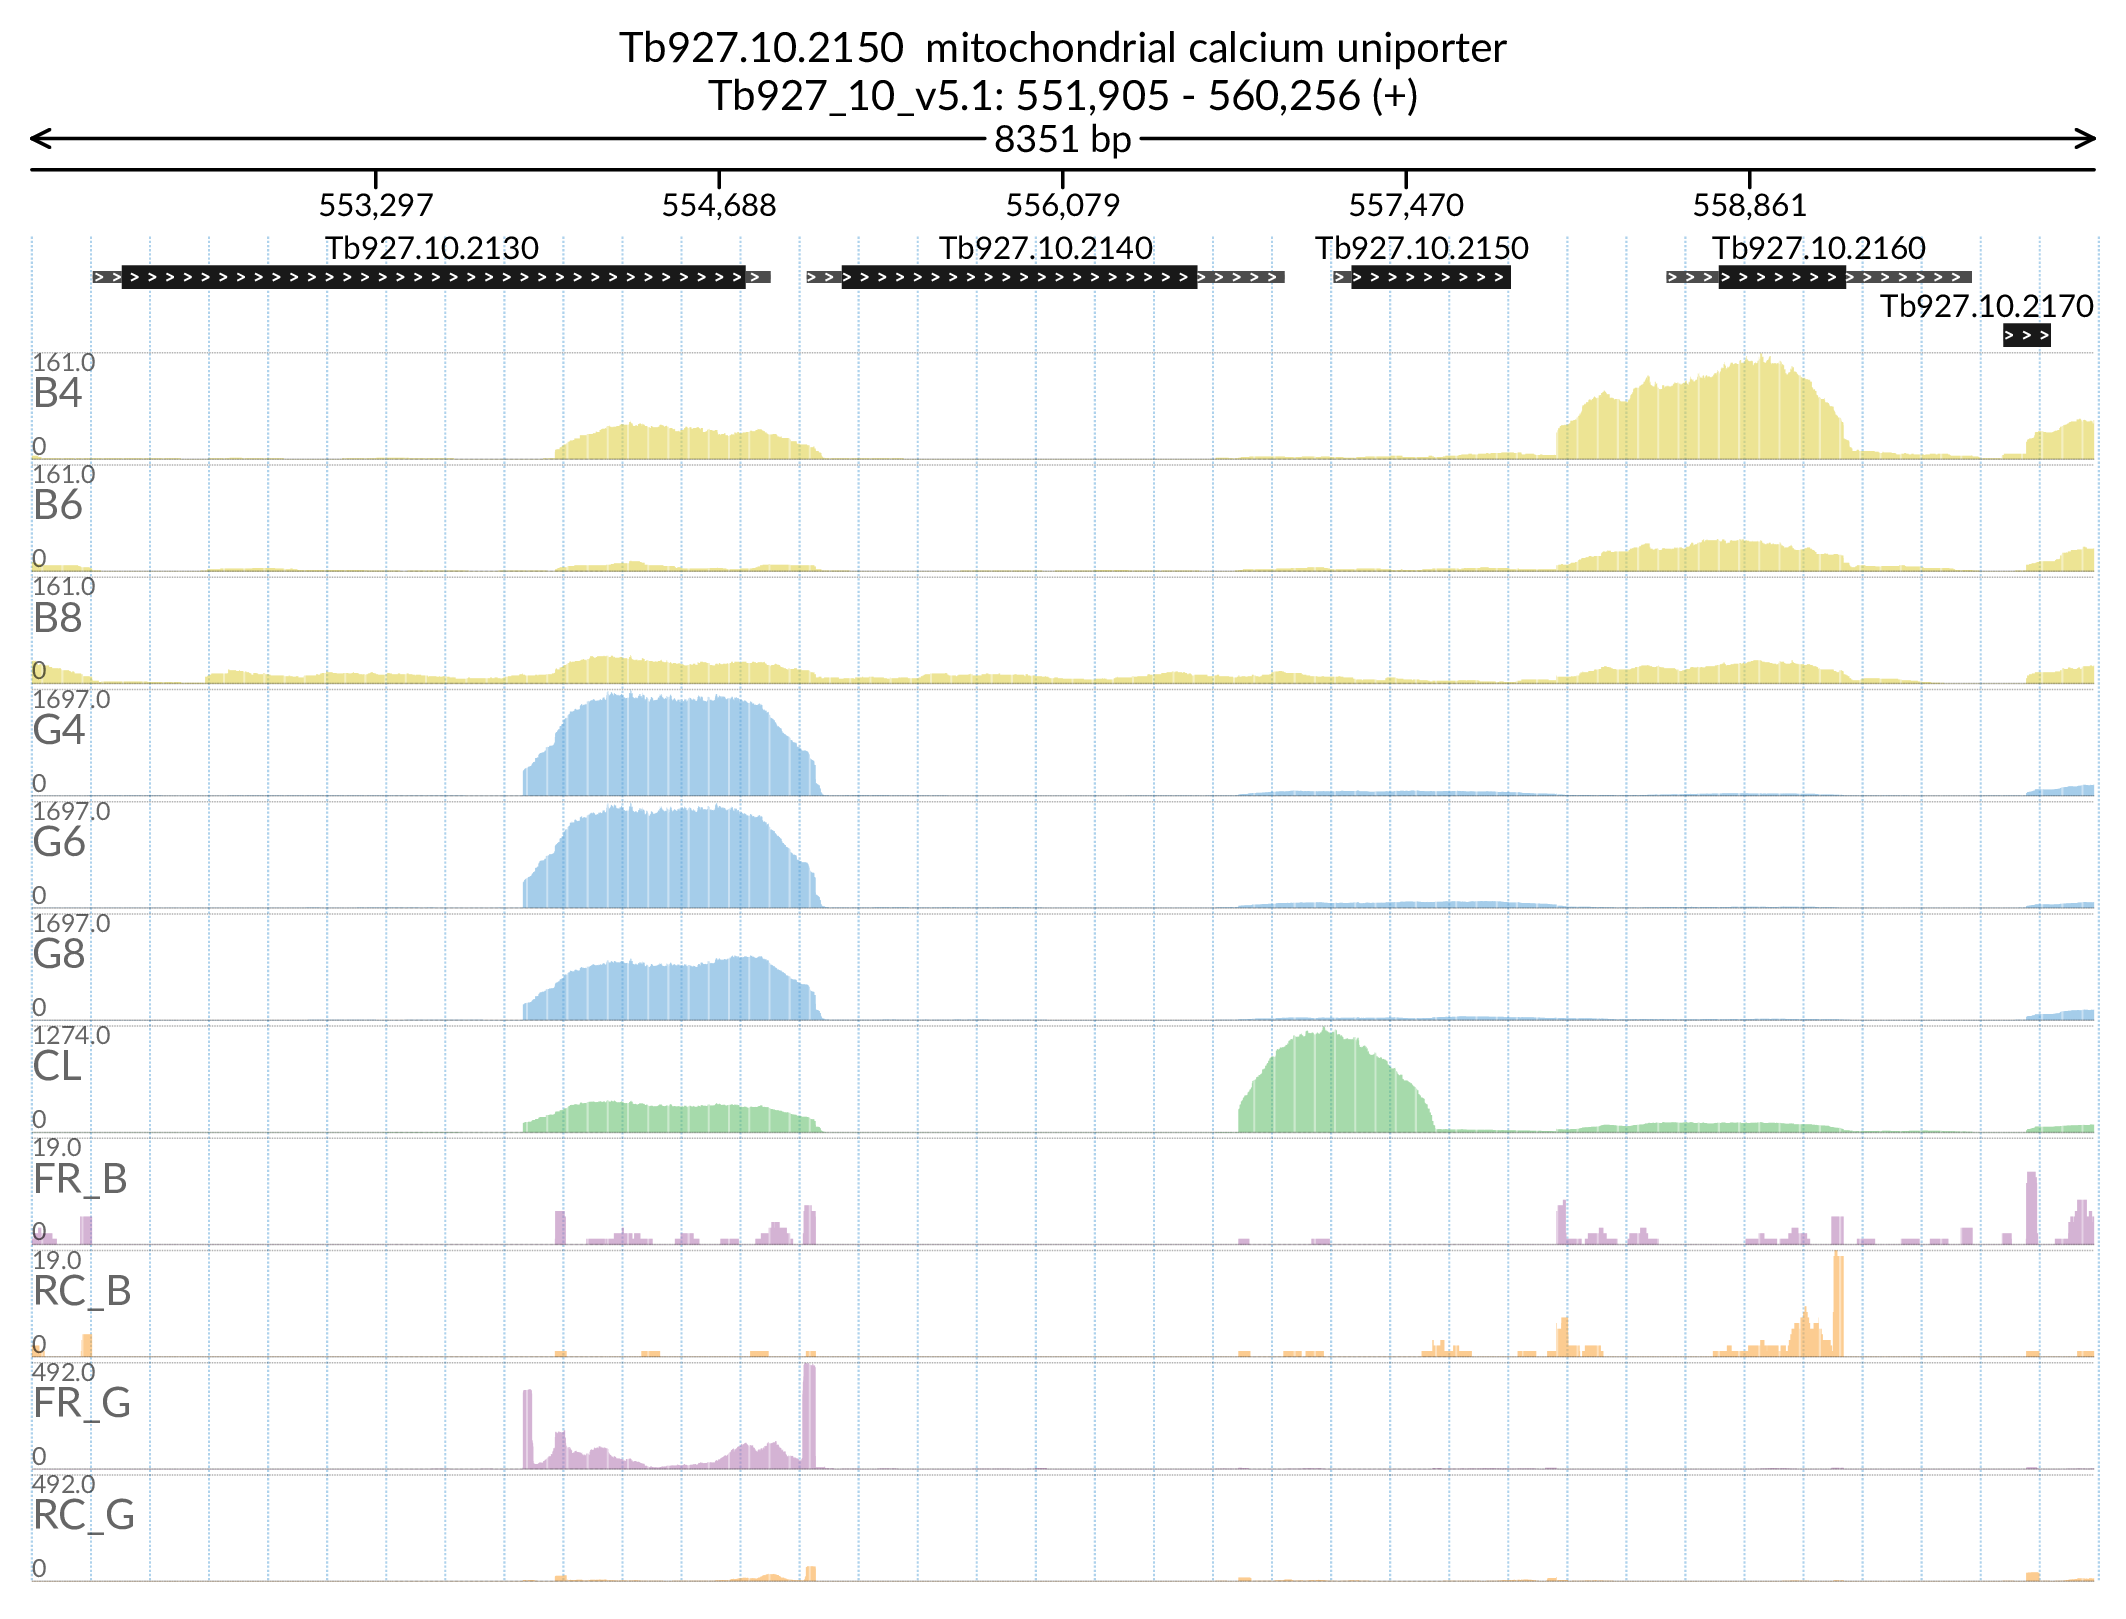 Tb927.10.2150  mitochondrial calcium uniporter
Tb927_10_v5.1: 551,905 - 560,256 (+)
8351 bp
553,297 554,688 556,079 557,470 558,861
Tb927.10.2130 Tb927.10.2140 Tb927.10.2150 Tb927.10.2160
Tb927.10.2170
161.0
B4
0
161.0
B6
0
161.0
B8
0
1697.0
G4
0
1697.0
G6
0
1697.0
G8
0
1274.0
CL
0
19.0
FR_B
0
19.0
RC_B
0
492.0
FR_G
0
492.0
RC_G
0